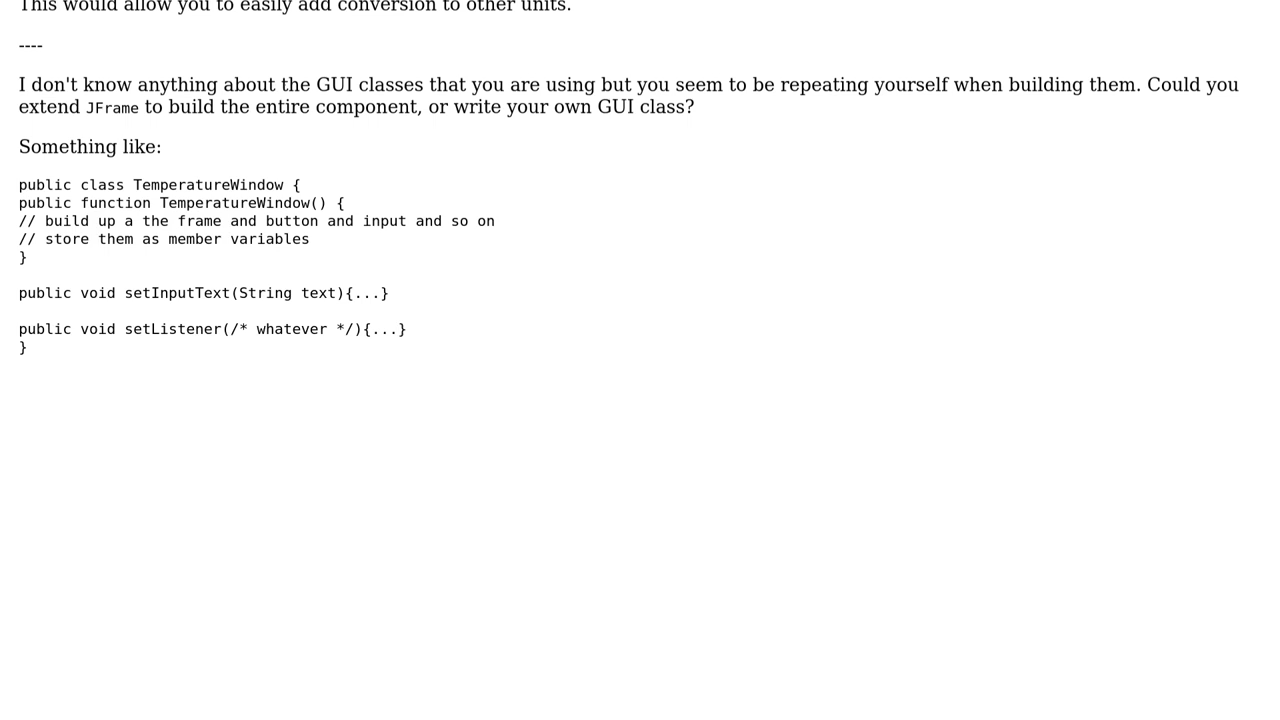 This would allow you to easily add conversion to other units.
----
I don't know anything about the GUI classes that you are using but you seem to be repeating yourself when building them. Could you
extend JFrame to build the entire component, or write your own GUI class?
Something like:
public class TemperatureWindow {
public function TemperatureWindow() {
// build up a the frame and button and input and so on
// store them as member variables
}
public void setInputText(String text){...}
public void setListener(/* whatever */){...}
}